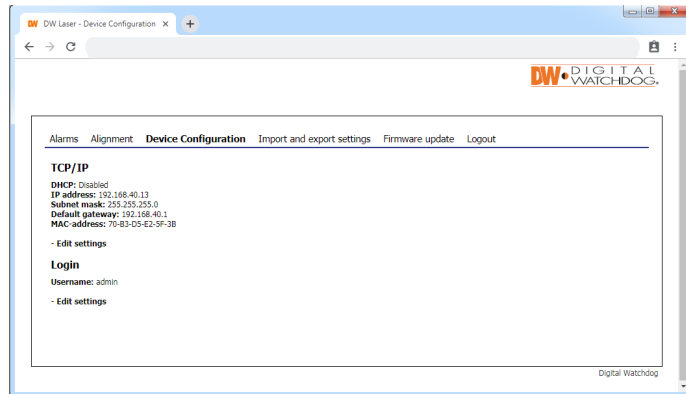 DW DW Laser - Device Configuration
DW DIGITAL
WATCHDOG®
Alarms Alignment Device Configuration Import and export settings Firmware update Logout
TCP/IP
DHCP: Disabled
IP address: 192.168.40.13
Subnet mask: 255.255.255.0
Default gateway: 192.168.40.1
MAC-address: 70-B3-D5-E2-5F-3B
- Edit settings
Login
Username: admin
- Edit settings
Digital Watchdog